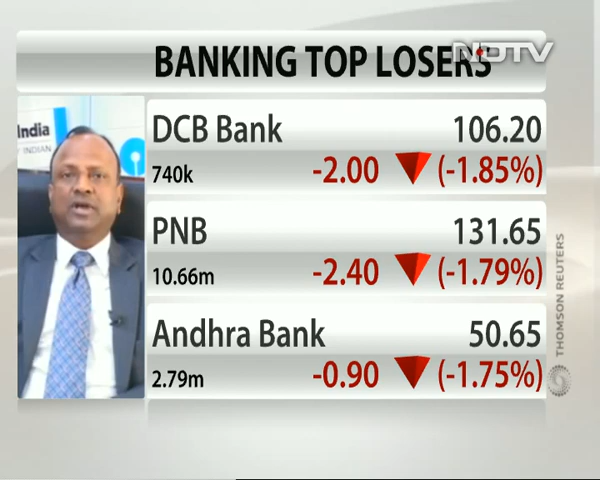 BANKING TOP LOSERS
NDTV
India
Y INDIAN
DCB Bank 106.20
740k -2.00 (-1.85%)
PNB 131.65
10.66m -2.40 (-1.79%)
Andhra Bank 50.65
2.79m -0.90 (-1.75%)
THOMSON REUTERS